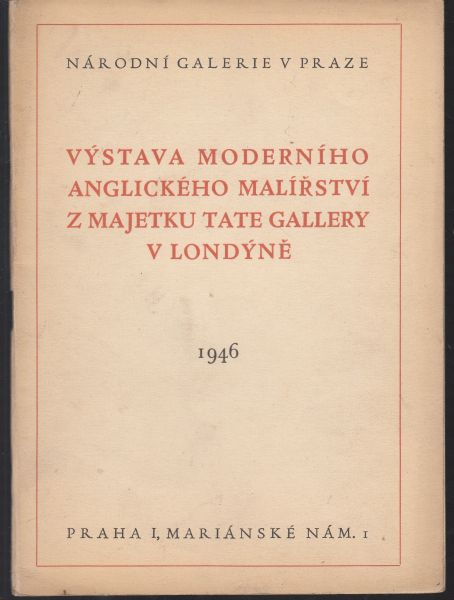 NÁRODNÍ GALERIE V PRAZE
VÝSTAVA MODERNÍHO
ANGLICKÉHO MALÍŘSTVÍ
Z MAJETKU TATE GALLERY
V LONDÝNĚ
1946
PRAHA I, MARIÁNSKÉ NÁM. 1